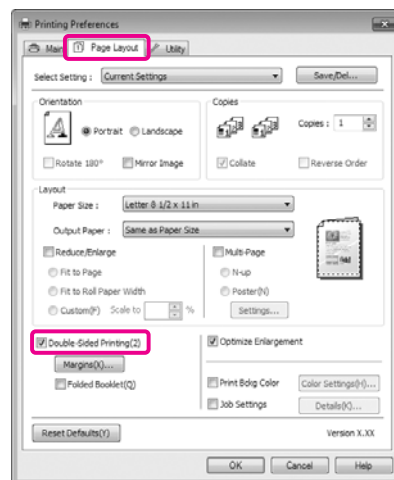 Printing Preferences
Main Page Layout Utility
Select Setting : Current Settings Save/Del...
Orientation Copies
Portrait Landscape Copies : 1
Rotate 180° Mirror Image Collate Reverse Order
Layout
Paper Size : Letter 8 1/2 x 11 in
Output Paper : Same as Paper Size
Reduce/Enlarge Multi-Page
Fit to Page N-up
Fit to Roll Paper Width Poster(N)
Custom(F) Scale to % Settings...
Double-Sided Printing(2) Optimize Enlargement
Margins(X)...
Folded Booklet(Q) Print Bdkg Color Color Settings(H)...
Job Settings Details(K)...
Reset Defaults(Y) Version X.XX
OK Cancel Help